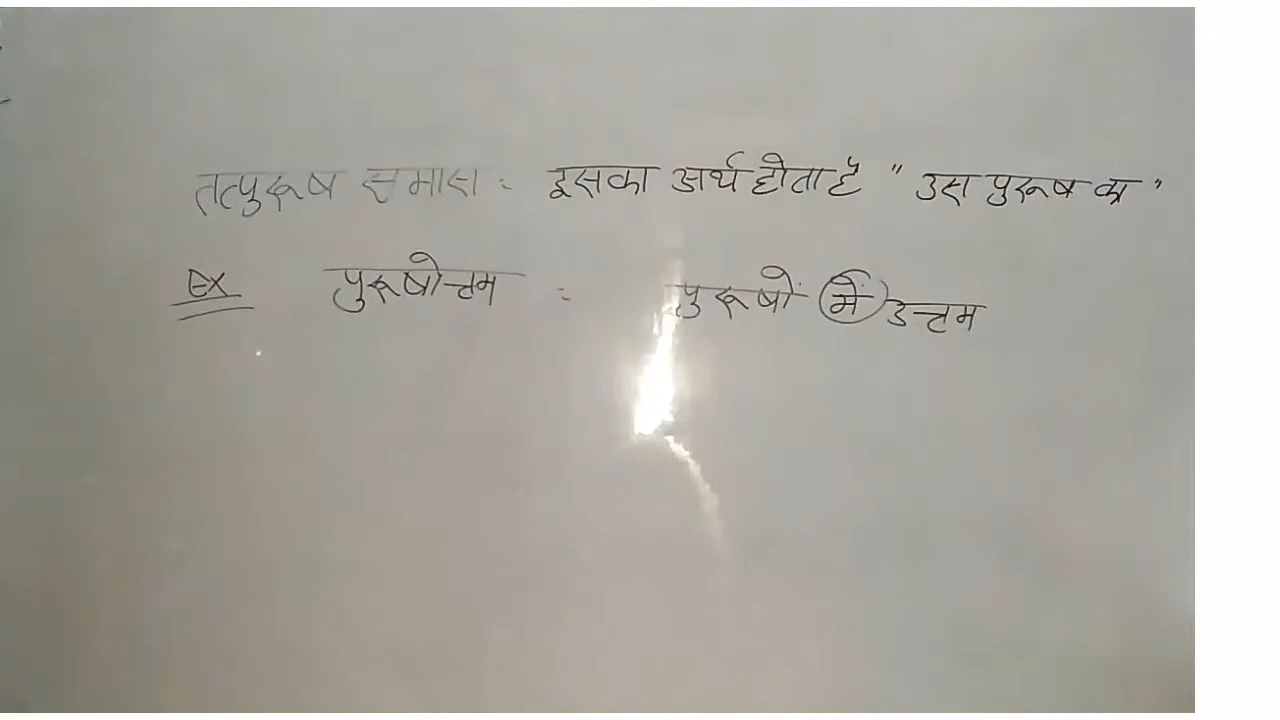 तत्पुरूष समास : इसका अर्थ होता है " उस पुरूष का "
Ex पुरूषोत्तम : पुरूषों में उत्तम